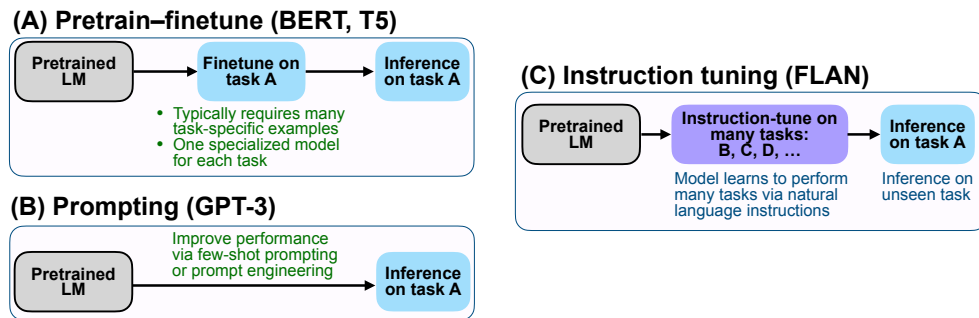 (A) Pretrain–finetune (BERT, T5)
Pretrained
LM
Finetune on
task A
Inference
on task A
• Typically requires many
task-specific examples
• One specialized model
for each task
(B) Prompting (GPT-3)
Pretrained
LM
Improve performance
via few-shot prompting
or prompt engineering
Inference
on task A
(C) Instruction tuning (FLAN)
Pretrained
LM
Instruction-tune on
many tasks:
B, C, D, …
Inference
on task A
Model learns to perform
many tasks via natural
language instructions
Inference on
unseen task